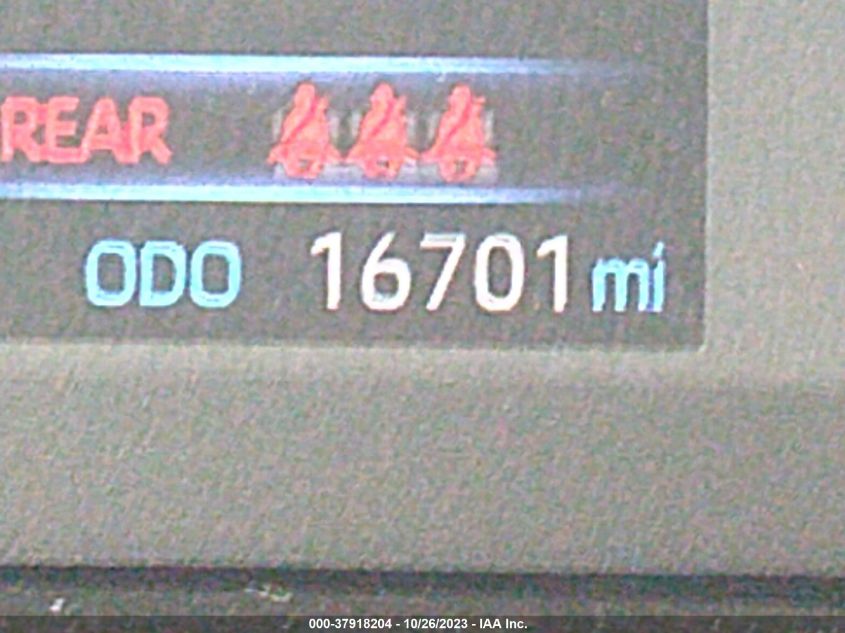 REAR
ODO 16701 mi
000-37918204 - 10/26/2023 - IAA Inc.